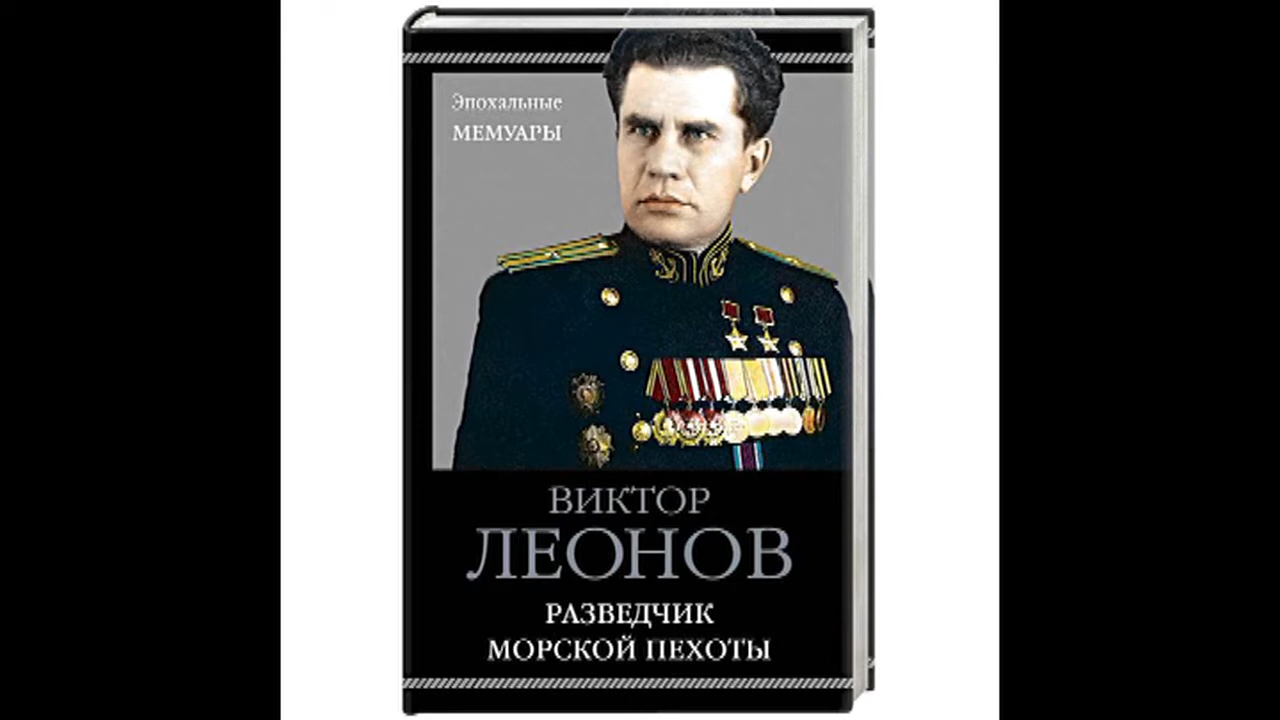 Эпохальные
МЕМУАРЫ
ВИКТОР
ЛЕОНОВ
РАЗВЕДЧИК
МОРСКОЙ ПЕХОТЫ